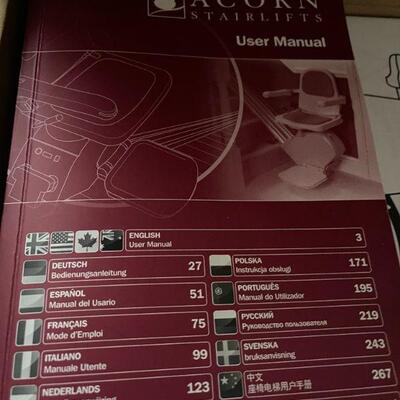 ACORN
STAIRLIFTS
User Manual
ENGLISH
User Manual
3
DEUTSCH
Bedienungsanleitung
27
ESPAÑOL
Manual del Usario
51
FRANÇAIS
Mode d'Emploi
75
ITALIANO
Manuale Utente
99
NEDERLANDS
123
POLSKA
Instrukcja obsługi
171
PORTUGUÊS
Manual do Utilizador
195
РУССКИЙ
Руководство пользователя
219
SVENSKA
bruksanvisning
243
中文
座椅电梯用户手册
267